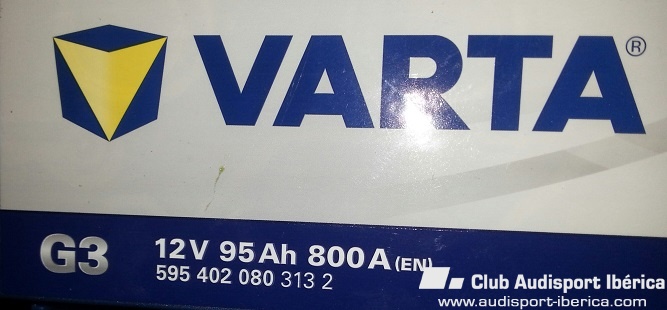 VARTA®
G3
12V 95Ah 800A (EN)
595 402 080 313 2
Club Audisport Ibérica
www.audisport-iberica.com